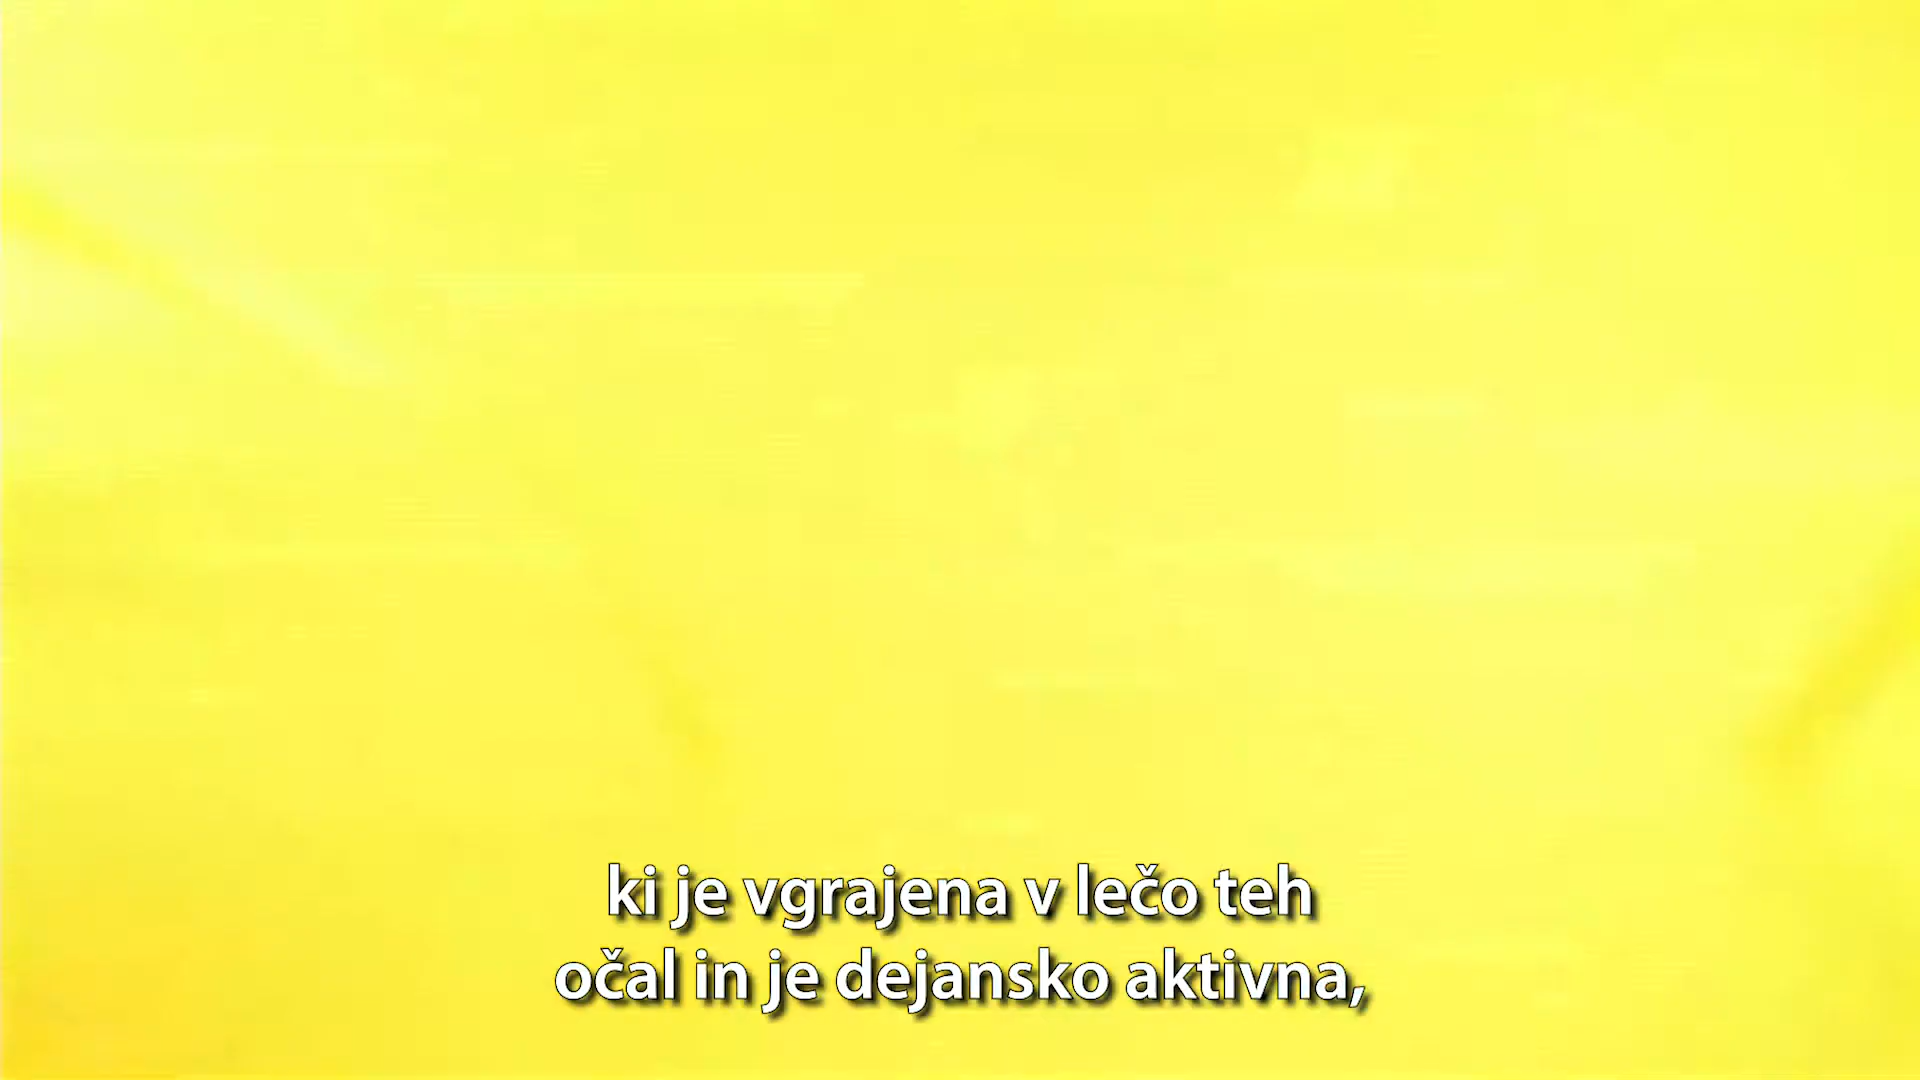 ki je vgrajena v lečo teh
očal in je dejansko aktivna,